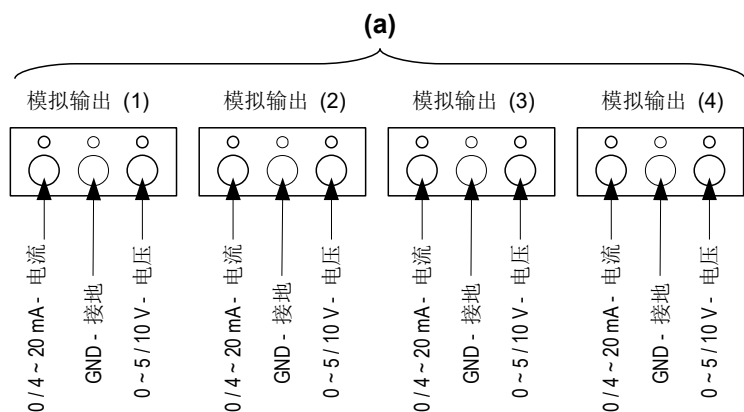 (a)
模拟输出 (1)
模拟输出 (2)
模拟输出 (3)
模拟输出 (4)
0 / 4 ~ 20 mA - 电流
GND - 接地
0 ~ 5 / 10 V - 电压
0 / 4 ~ 20 mA - 电流
GND - 接地
0 ~ 5 / 10 V - 电压
0 / 4 ~ 20 mA - 电流
GND - 接地
0 ~ 5 / 10 V - 电压
0 / 4 ~ 20 mA - 电流
GND - 接地
0 ~ 5 / 10 V - 电压